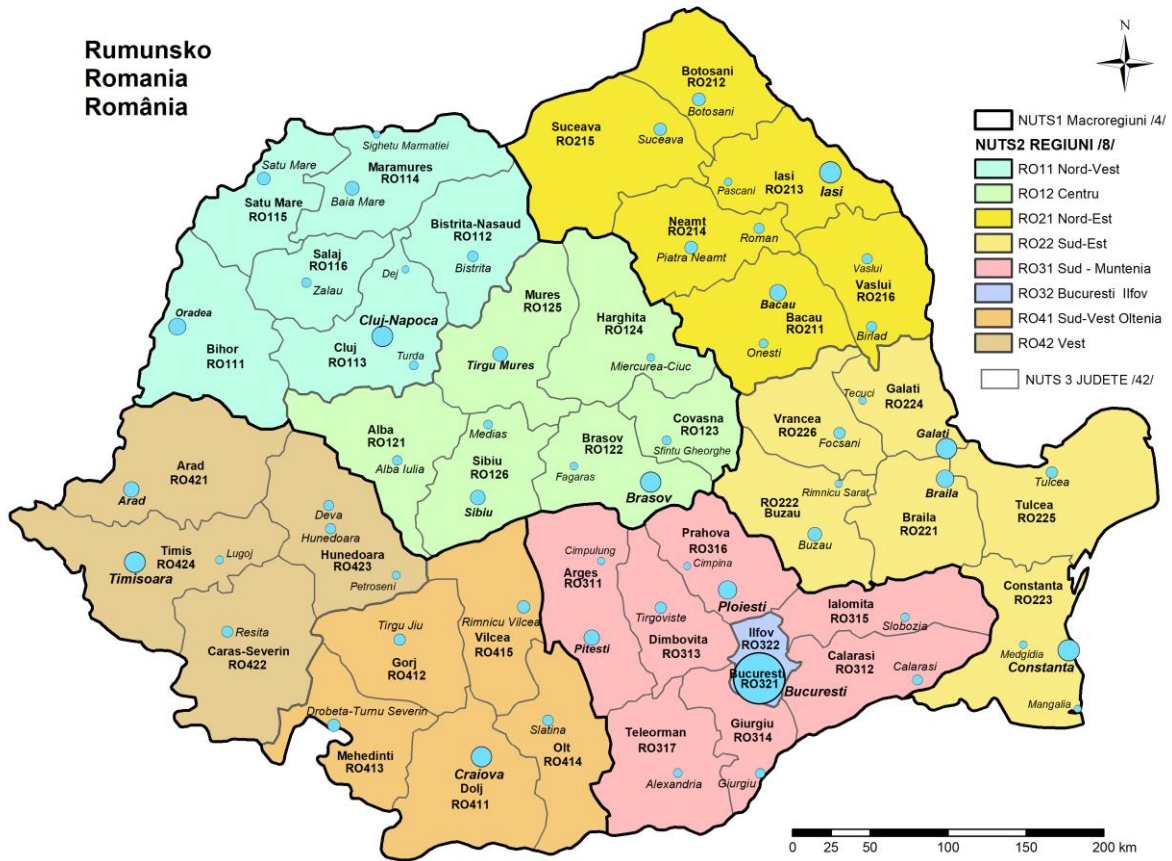 Rumunsko
Romania
România
N
NUTS1 Macroregiuni /4/
NUTS2 REGIUNI /8/
RO11 Nord-Vest
RO12 Centru
RO21 Nord-Est
RO22 Sud-Est
RO31 Sud - Muntenia
RO32 Bucuresti Ilfov
RO41 Sud-Vest Oltenia
RO42 Vest
NUTS 3 JUDETE /42/
Botosani
RO212
Botosani
Suceava
RO215
Suceava
Iasi
RO213
Iasi
Pascani
Neamt
RO214
Roman
Piatra Neamt
Vaslui
Vaslui
RO216
Birlad
Bacau
Bacau
RO211
Onesti
Sighetu Marmatiei
Maramures
RO114
Baia Mare
Satu Mare
Satu Mare
RO115
Bistrita-Nasaud
RO112
Bistrita
Salaj
RO116
Zalau
Dej
Cluj-Napoca
Cluj
RO113
Turda
Oradea
Bihor
RO111
Mures
RO125
Tirgu Mures
Harghita
RO124
Miercurea-Ciuc
Alba
RO121
Alba Iulia
Medias
Sibiu
RO126
Sibiu
Brasov
RO122
Fagaras
Brasov
Covasna
RO123
Sfintu Gheorghe
Tecuci
Galati
RO224
Galati
Vrancea
RO226
Focsani
Rimnicu Sarat
RO222
Buzau
Buzau
Braila
Braila
RO221
Tulcea
Tulcea
RO225
Constanta
RO223
Medgidia
Constanta
Mangalia
Arad
RO421
Arad
Timis
RO424
Timisoara
Lugoj
Deva
Hunedoara
Hunedoara
RO423
Petroseni
Resita
Caras-Severin
RO422
Tirgu Jiu
Gorj
RO412
Rimnicu Vilcea
Vilcea
RO415
Drobeta-Turnu Severin
Mehedinti
RO413
Craiova
Dolj
RO411
Slatina
Olt
RO414
Cimpulung
Arges
RO311
Pitesti
Prahova
RO316
Cimpina
Ploiesti
Tirgoviste
Dimbovita
RO313
Ialomita
RO315
Slobozia
Ilfov
RO322
Bucuresti
RO321
Bucuresti
Calarasi
RO312
Calarasi
Teleorman
RO317
Alexandria
Giurgiu
RO314
Giurgiu
0 25 50 100 150 200 km